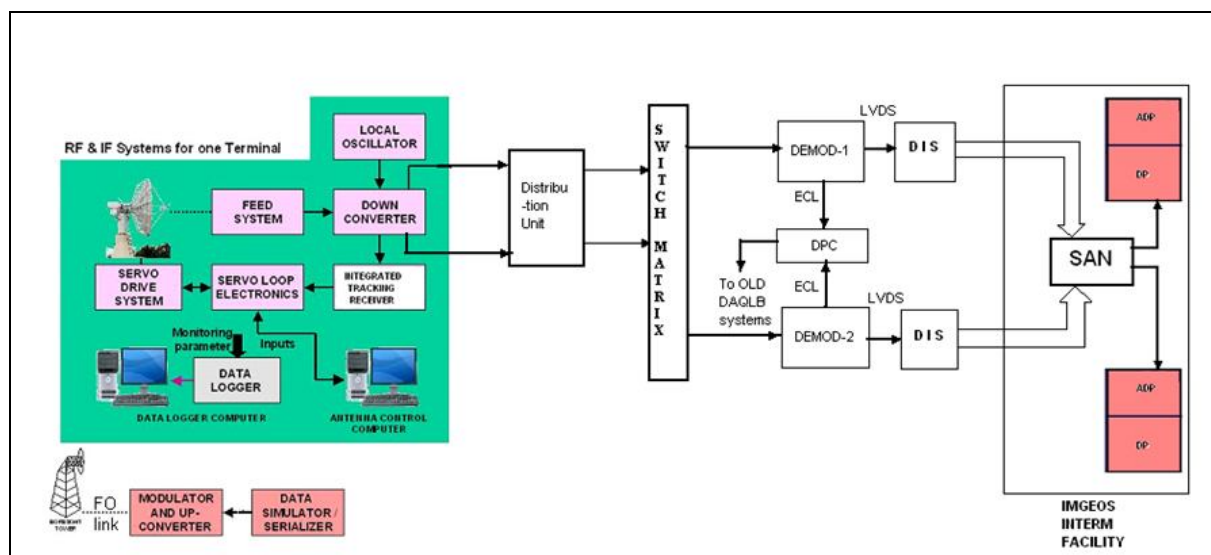 RF & IF Systems for one Terminal
LOCAL
OSCILLATOR
FEED
SYSTEM
DOWN
CONVERTER
SERVO
DRIVE
SYSTEM
SERVO LOOP
ELECTRONICS
INTEGRATED
TRACKING
RECEIVER
Monitoring
parameter
Inputs
DATA
LOGGER
DATA LOGGER COMPUTER
ANTENNA CONTROL
COMPUTER
FO
link
MODULATOR
AND UP-
CONVERTER
DATA
SIMULATOR /
SERIALIZER
Distribu
-tion
Unit
SWITCH MATRIX
DEMOD-1
LVDS
DIS
ECL
DPC
To OLD
DAQLB
systems
ECL
LVDS
DEMOD-2
DIS
SAN
ADP
DP
ADP
DP
IMGEOS
INTERM
FACILITY